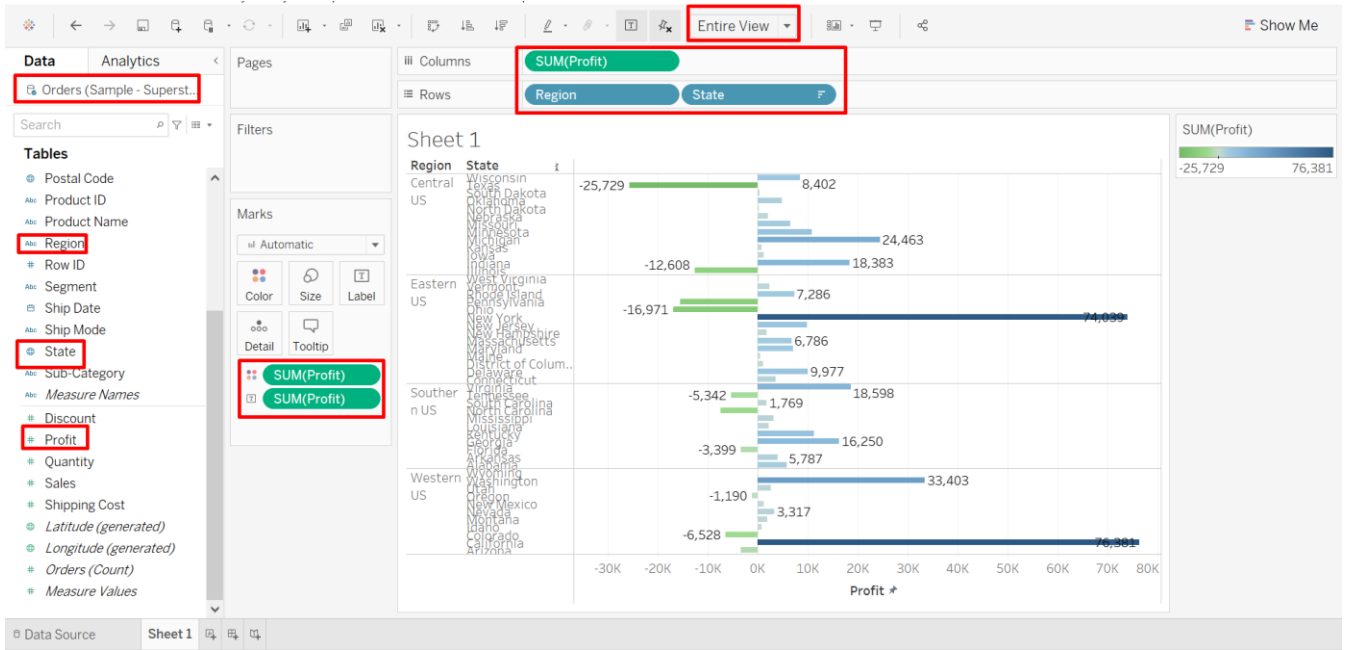 Entire View
Show Me
Data
Analytics
Orders (Sample - Superst...
Search
Tables
Postal Code
Abc Product ID
Abc Product Name
Abc Region
# Row ID
Abc Segment
Ship Date
Abc Ship Mode
State
Abc Sub-Category
Abc Measure Names
# Discount
# Profit
# Quantity
# Sales
# Shipping Cost
Latitude (generated)
Longitude (generated)
# Orders (Count)
# Measure Values
Pages
Filters
Marks
Automatic
Color
Size
Label
Detail
Tooltip
SUM(Profit)
SUM(Profit)
Columns
SUM(Profit)
Rows
Region
State
Sheet 1
Region
State
Central
US
Wisconsin
Texas
South Dakota
Oklahoma
North Dakota
Nebraska
Missouri
Minnesota
Michigan
Kansas
Iowa
Indiana
Illinois
-25,729
8,402
24,463
18,383
-12,608
Eastern
US
West Virginia
Vermont
Rhode Island
Pennsylvania
Ohio
New York
New Jersey
New Hampshire
Massachusetts
Maryland
Maine
District of Colum..
Delaware
Connecticut
7,286
-16,971
74,039
6,786
9,977
Souther
n US
Virginia
Tennessee
South Carolina
North Carolina
Mississippi
Louisiana
Kentucky
Georgia
Florida
Arkansas
Alabama
18,598
-5,342
1,769
16,250
-3,399
5,787
Western
US
Wyoming
Washington
Utah
Oregon
New Mexico
Nevada
Montana
Idaho
Colorado
California
Arizona
33,403
-1,190
3,317
-6,528
76,381
-30K -20K -10K 0K 10K 20K 30K 40K 50K 60K 70K 80K
Profit
SUM(Profit)
-25,729 76,381
Data Source
Sheet 1